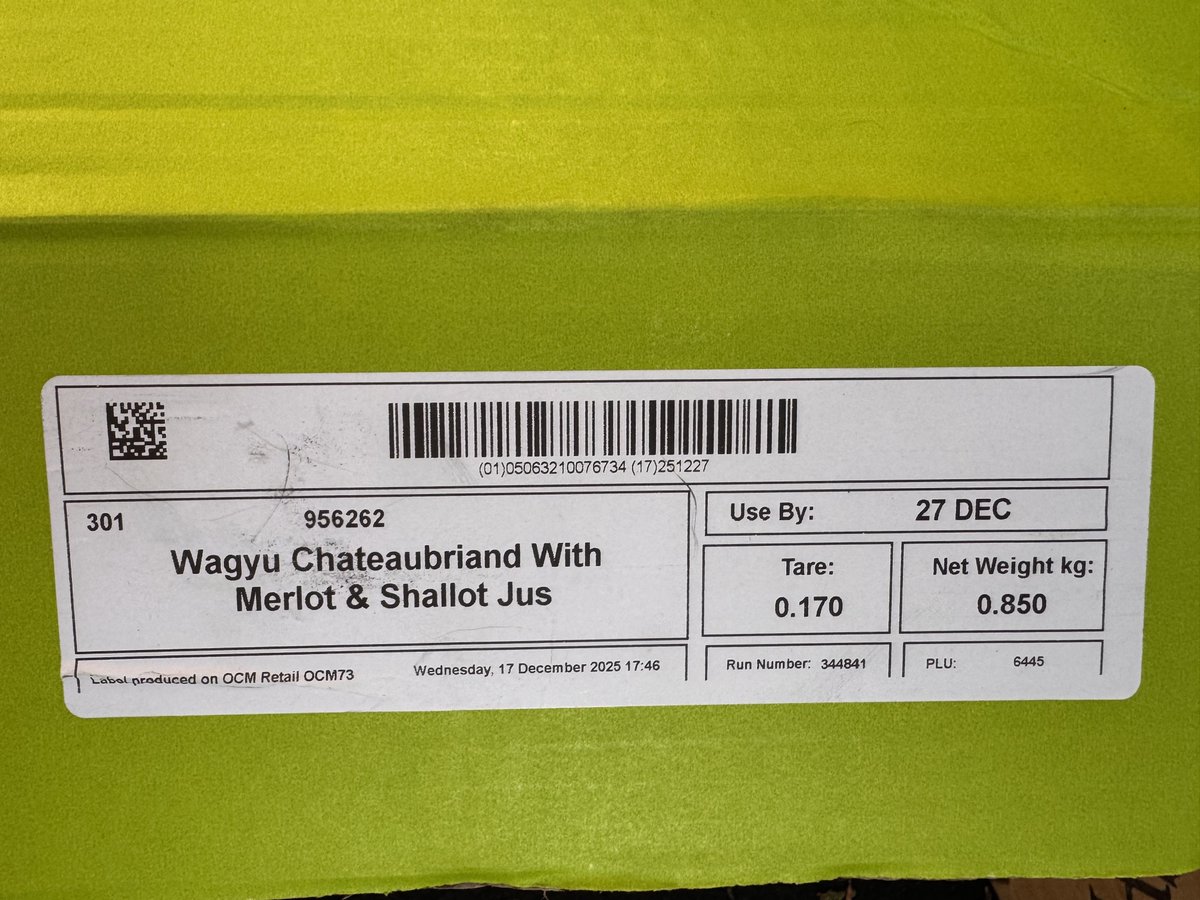 (01)05063210076734 (17)251227
301 956262
Wagyu Chateaubriand With
Merlot & Shallot Jus
Use By: 27 DEC
Tare:
0.170
Net Weight kg:
0.850
Label produced on OCM Retail OCM73 Wednesday, 17 December 2025 17:46
Run Number: 344841
PLU: 6445